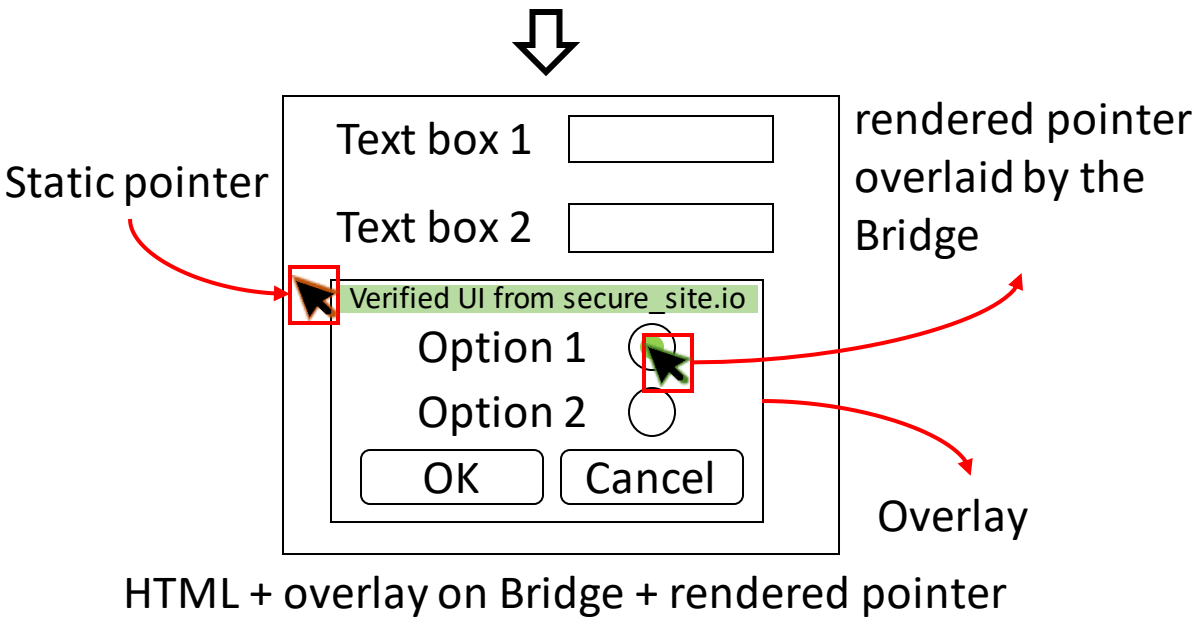 Text box 1
rendered pointer
overlaid by the
Bridge
Static pointer
Text box 2
Verified UI from secure_site.io
Option 1
Option 2
OK
Cancel
Overlay
HTML + overlay on Bridge + rendered pointer